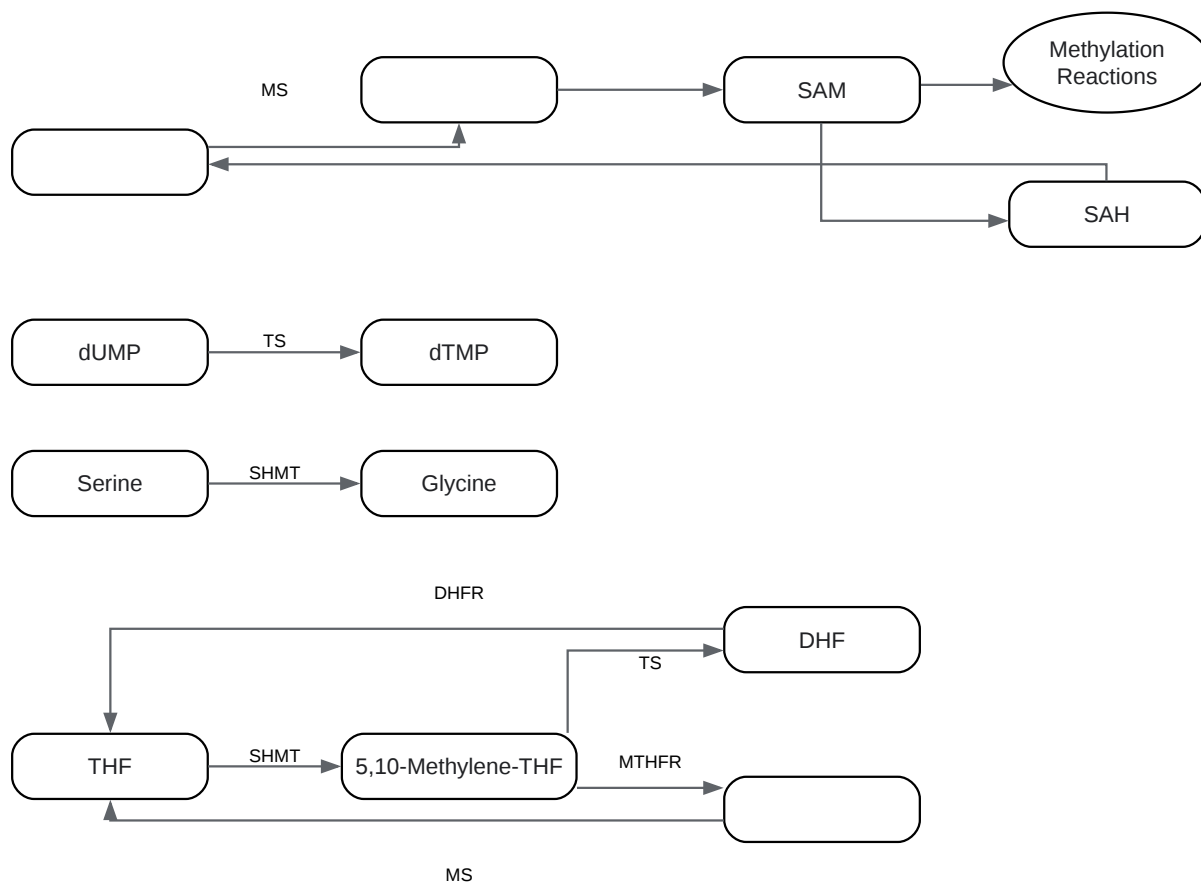 Methylation
Reactions
MS
SAM
SAH
dUMP
TS
dTMP
Serine
SHMT
Glycine
DHFR
DHF
TS
THF
SHMT
5,10-Methylene-THF
MTHFR
MS